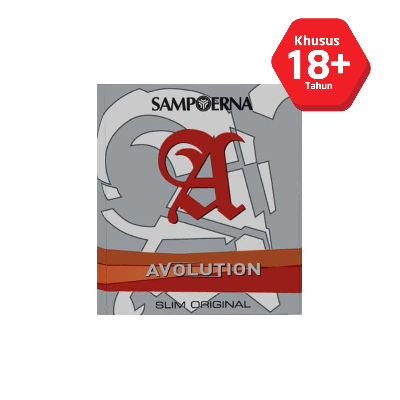 Khusus
18+
Tahun
SAMPOERNA
A
AVOLUTION
SLIM ORIGINAL